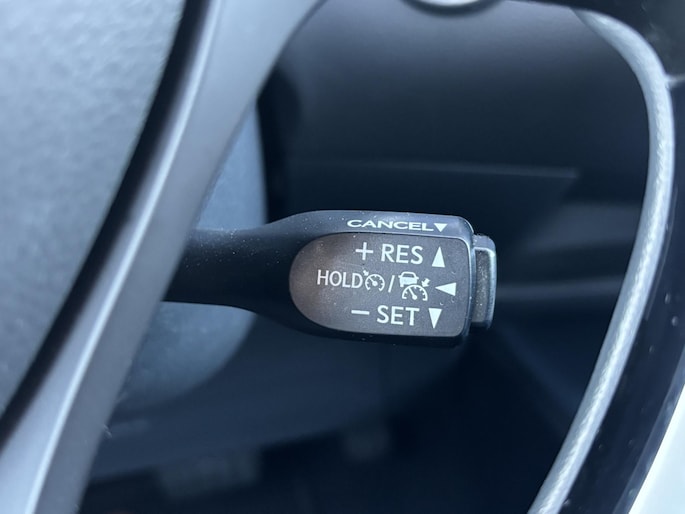 CANCEL▼
+ RES ▲
HOLD / ◀
− SET ▼